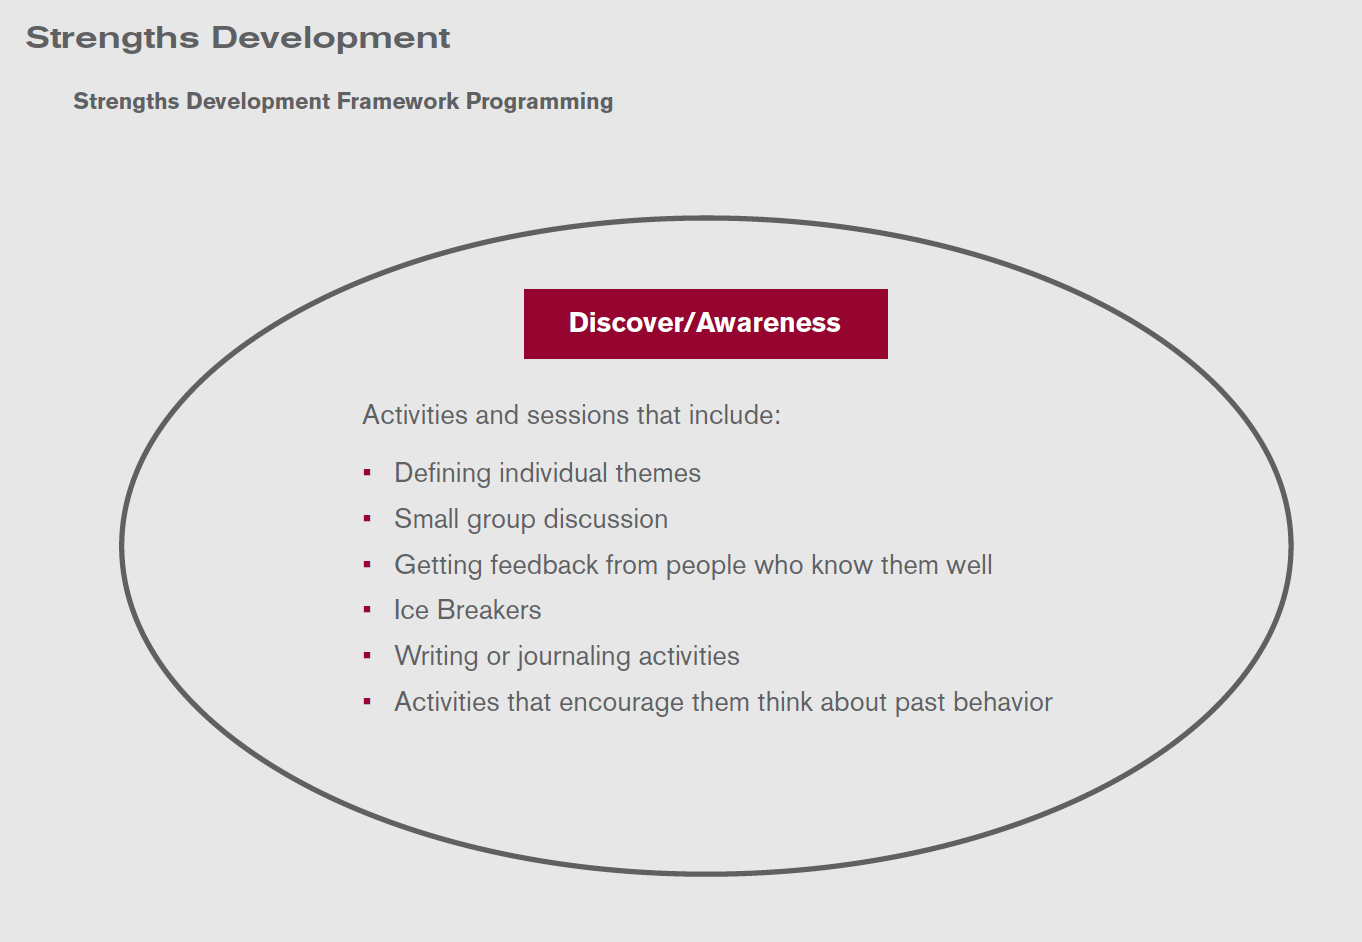 Strengths Development
Strengths Development Framework Programming
Discover/Awareness
Activities and sessions that include:
▪ Defining individual themes
▪ Small group discussion
▪ Getting feedback from people who know them well
▪ Ice Breakers
▪ Writing or journaling activities
▪ Activities that encourage them think about past behavior